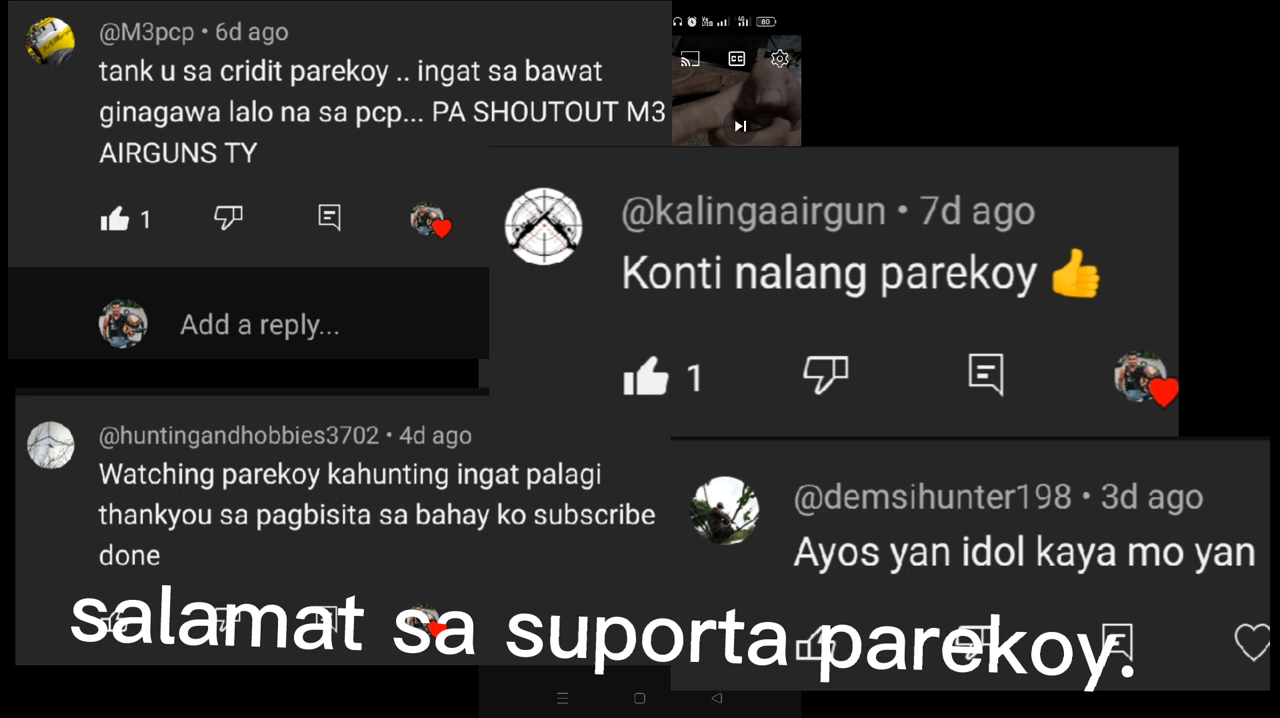 @M3pcp • 6d ago
tank u sa cridit parekoy .. ingat sa bawat
ginagawa lalo na sa pcp... PA SHOUTOUT M3
AIRGUNS TY
1
Add a reply...
80
CC
@kalingaairgun • 7d ago
Konti nalang parekoy 👍
1
@huntingandhobbies3702 • 4d ago
Watching parekoy kahunting ingat palagi
thankyou sa pagbisita sa bahay ko subscribe
done
@demsihunter198 • 3d ago
Ayos yan idol kaya mo yan
salamat sa suporta parekoy.